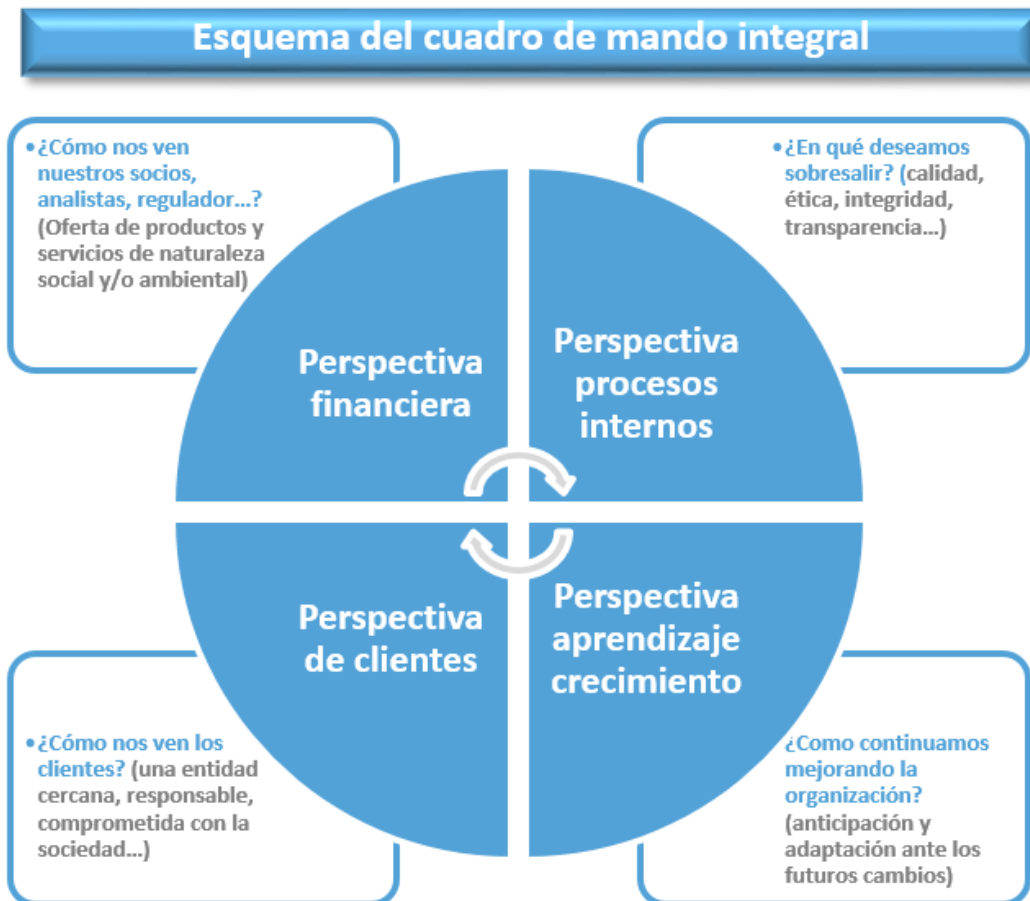 Esquema del cuadro de mando integral
•¿Cómo nos ven
nuestros socios,
analistas, regulador...?
(Oferta de productos y
servicios de naturaleza
social y/o ambiental)
•¿En qué deseamos
sobresalir? (calidad,
ética, integridad,
transparencia...)
Perspectiva
financiera
Perspectiva
procesos
internos
Perspectiva
de clientes
Perspectiva
aprendizaje
crecimiento
•¿Cómo nos ven los
clientes? (una entidad
cercana, responsable,
comprometida con la
sociedad...)
¿Como continuamos
mejorando la
organización?
(anticipación y
adaptación ante los
futuros cambios)